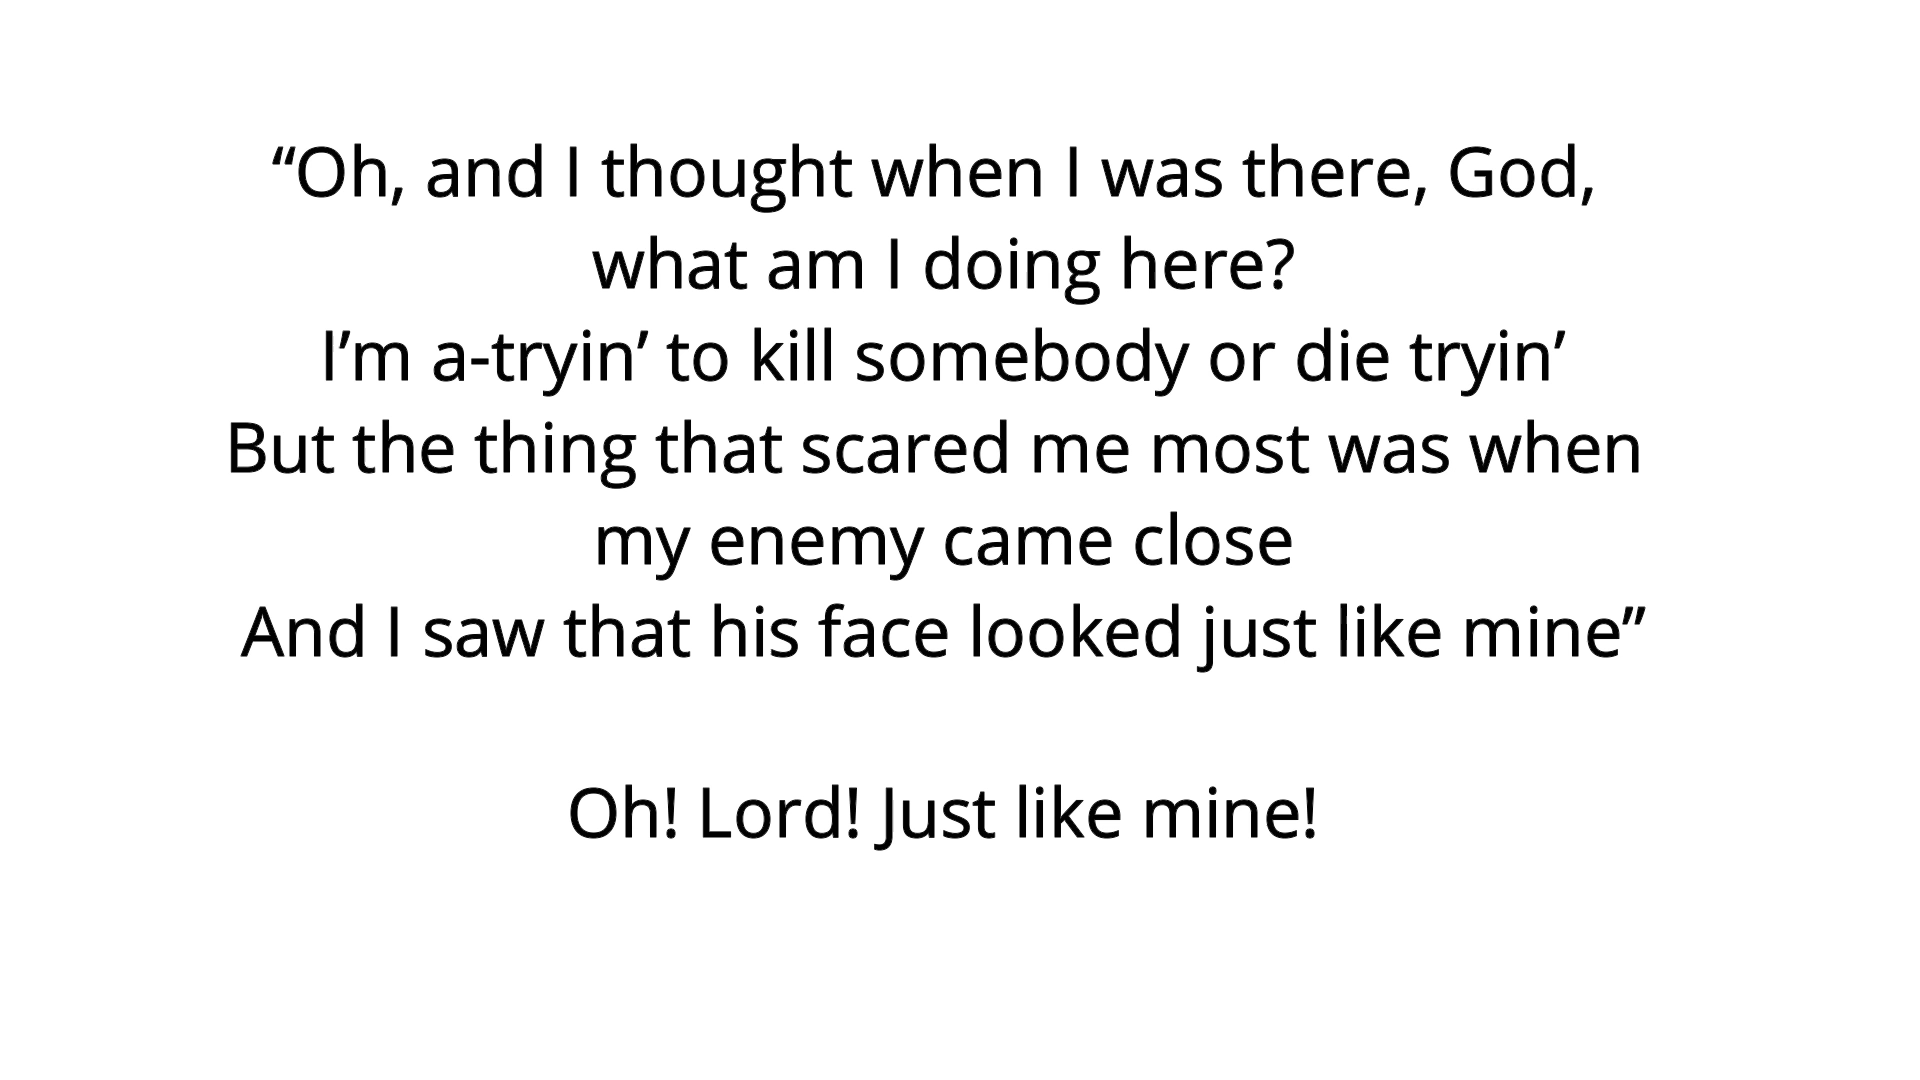 “Oh, and I thought when I was there, God,
what am I doing here?
I’m a-tryin’ to kill somebody or die tryin’
But the thing that scared me most was when
my enemy came close
And I saw that his face looked just like mine”
Oh! Lord! Just like mine!